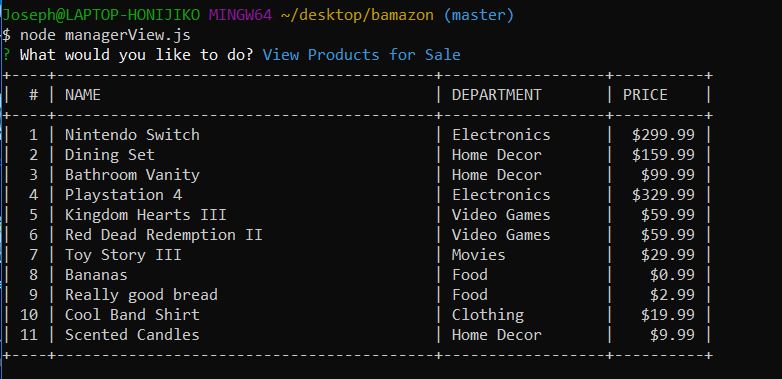 Joseph@LAPTOP-HONIJIKO MINGW64 ~/desktop/bamazon (master)
$ node managerView.js
? What would you like to do? View Products for Sale
+----+------------------------------------------+------------------+----------+
|  # | NAME                                     | DEPARTMENT       | PRICE    |
+----+------------------------------------------+------------------+----------+
|  1 | Nintendo Switch                          | Electronics      |  $299.99 |
|  2 | Dining Set                               | Home Decor       |  $159.99 |
|  3 | Bathroom Vanity                          | Home Decor       |   $99.99 |
|  4 | Playstation 4                            | Electronics      |  $329.99 |
|  5 | Kingdom Hearts III                       | Video Games      |   $59.99 |
|  6 | Red Dead Redemption II                   | Video Games      |   $59.99 |
|  7 | Toy Story III                            | Movies           |   $29.99 |
|  8 | Bananas                                  | Food             |    $0.99 |
|  9 | Really good bread                        | Food             |    $2.99 |
| 10 | Cool Band Shirt                          | Clothing         |   $19.99 |
| 11 | Scented Candles                          | Home Decor       |    $9.99 |
+----+------------------------------------------+------------------+----------+